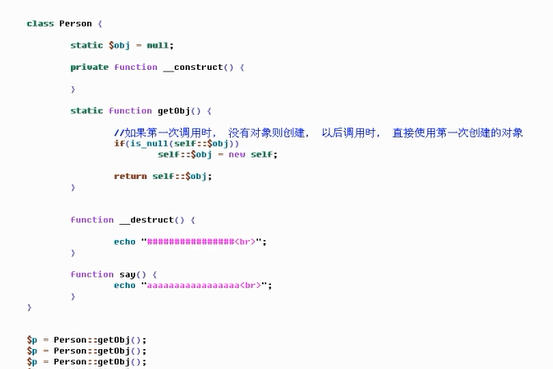 class Person {
static $obj = null;
private function __construct() {
}
static function getObj() {
//如果第一次调用时， 没有对象则创建， 以后调用时， 直接使用第一次创建的对象
if(is_null(self::$obj))
self::$obj = new self;
return self::$obj;
}
function __destruct() {
echo "################<br>";
}
function say() {
echo "aaaaaaaaaaaaaaaaa<br>";
}
}
$p = Person::getObj();
$p = Person::getObj();
$p = Person::getObj();